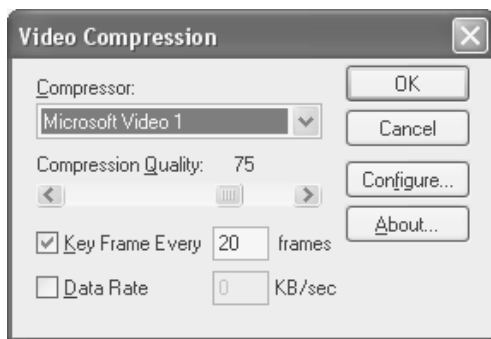 Video Compression
Compressor:
Microsoft Video 1
Compression Quality: 75
Key Frame Every 20 frames
Data Rate 0 KB/sec
OK
Cancel
Configure...
About...